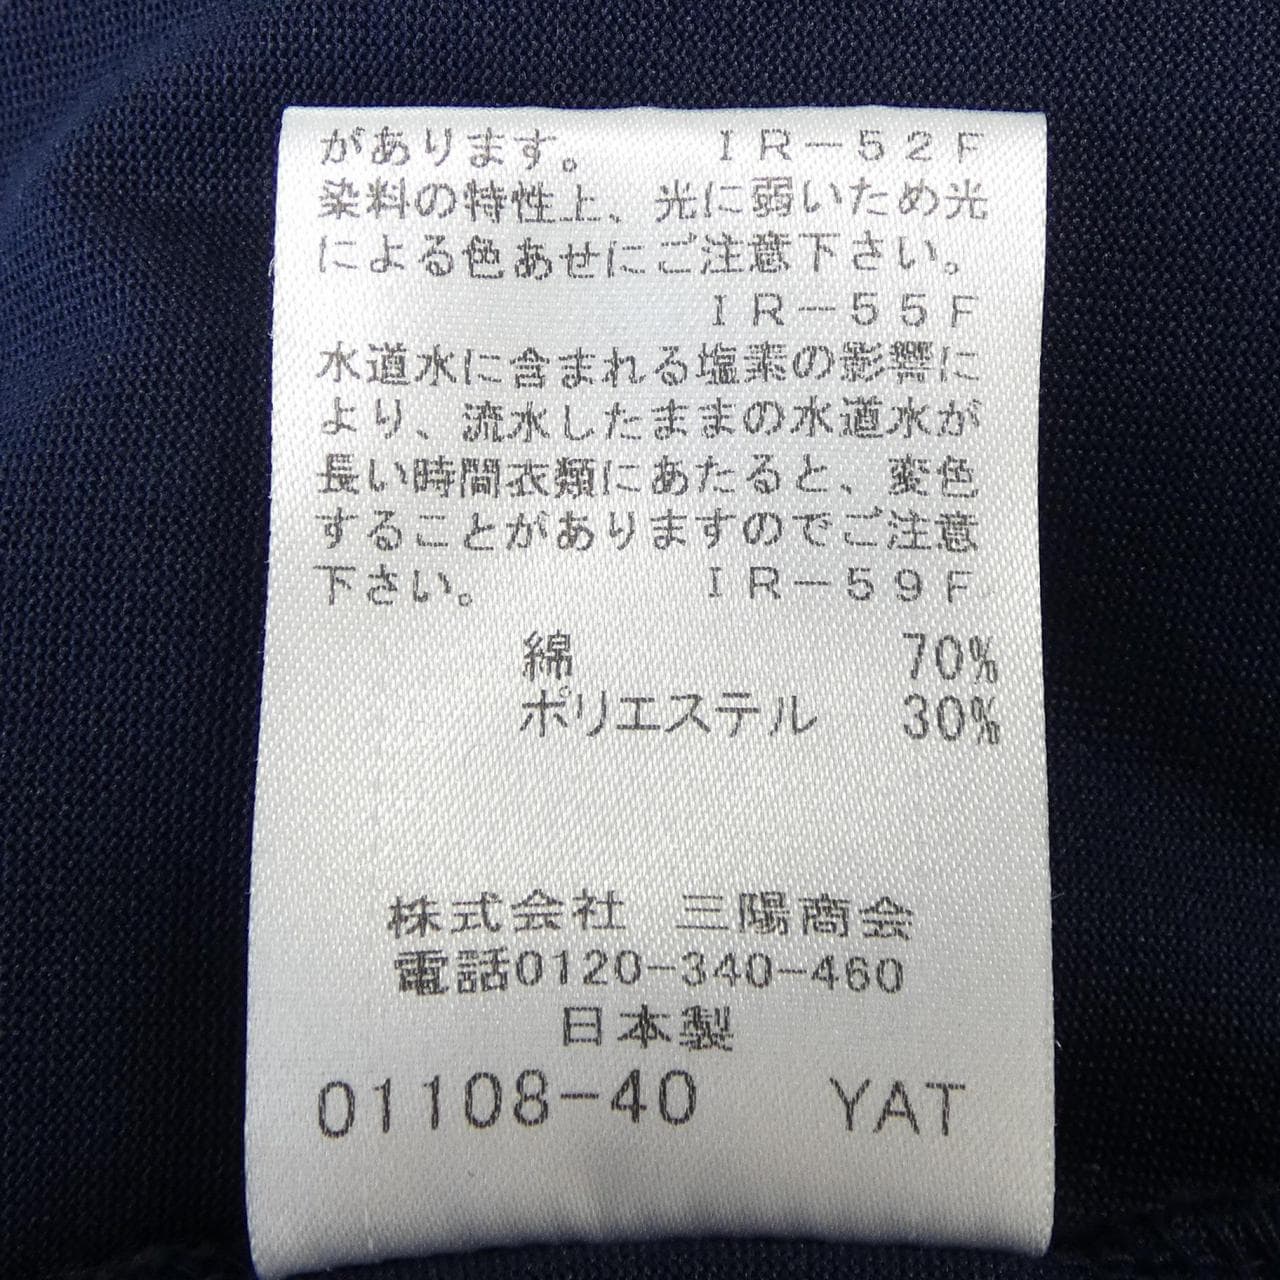 があります。　　ＩＲ－５２Ｆ
染料の特性上、光に弱いため光
による色あせにご注意下さい。
ＩＲ－５５Ｆ
水道水に含まれる塩素の影響に
より、流水したままの水道水が
長い時間衣類にあたると、変色
することがありますのでご注意
下さい。　　　　ＩＲ－５９Ｆ
綿　70%
ポリエステル　30%
株式会社　三陽商会
電話0120-340-460
日本製
01108-40　YAT